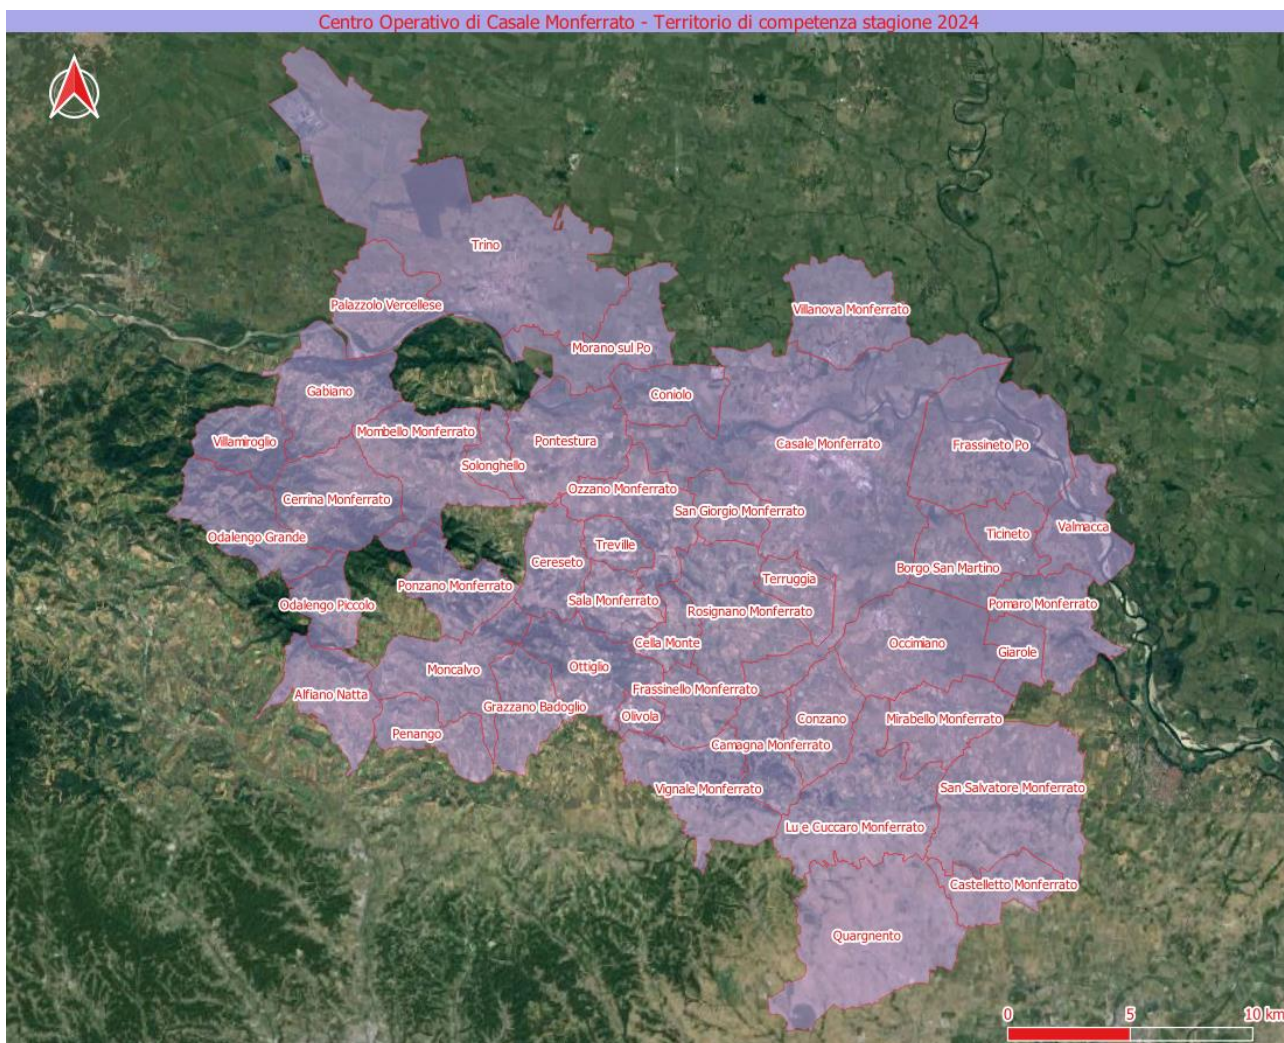 Centro Operativo di Casale Monferrato - Territorio di competenza stagione 2024
Trino
Palazzolo Vercellese
Villanova Monferrato
Morano sul Po
Gabiano
Coniolo
Mombello Monferrato
Villamiroglio
Pontestura
Casale Monferrato
Frassineto Po
Solonghello
Ozzano Monferrato
Cerrina Monferrato
San Giorgio Monferrato
Odalengo Grande
Treville
Ticineto
Valmacca
Cereseto
Borgo San Martino
Ponzano Monferrato
Terruggia
Odalengo Piccolo
Sala Monferrato
Rosignano Monferrato
Pomaro Monferrato
Cella Monte
Occimiano
Giarole
Moncalvo
Ottiglio
Alfiano Natta
Frassinello Monferrato
Grazzano Badoglio
Olivola
Conzano
Mirabello Monferrato
Penango
Camagna Monferrato
Vignale Monferrato
San Salvatore Monferrato
Lu e Cuccaro Monferrato
Castelletto Monferrato
Quargnento
0 5 10 km